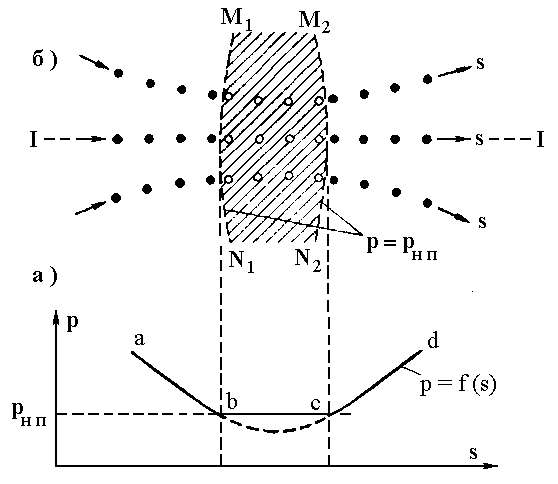 M1 M2
б )
s
I s I
s
p = pн п
N1 N2
а )
p
a d
p = f (s)
b c
pн п
s